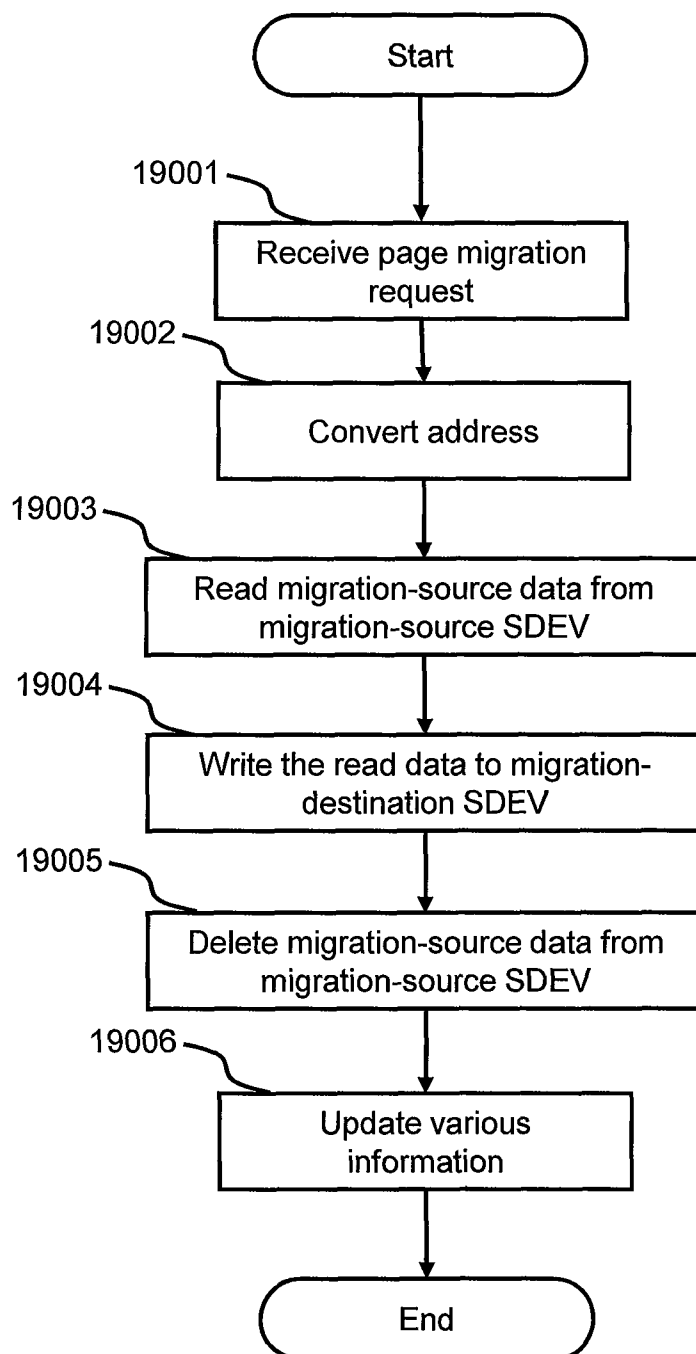 Start
19001
Receive page migration
request
19002
Convert address
19003
Read migration-source data from
migration-source SDEV
19004
Write the read data to migration-
destination SDEV
19005
Delete migration-source data from
migration-source SDEV
19006
Update various
information
End